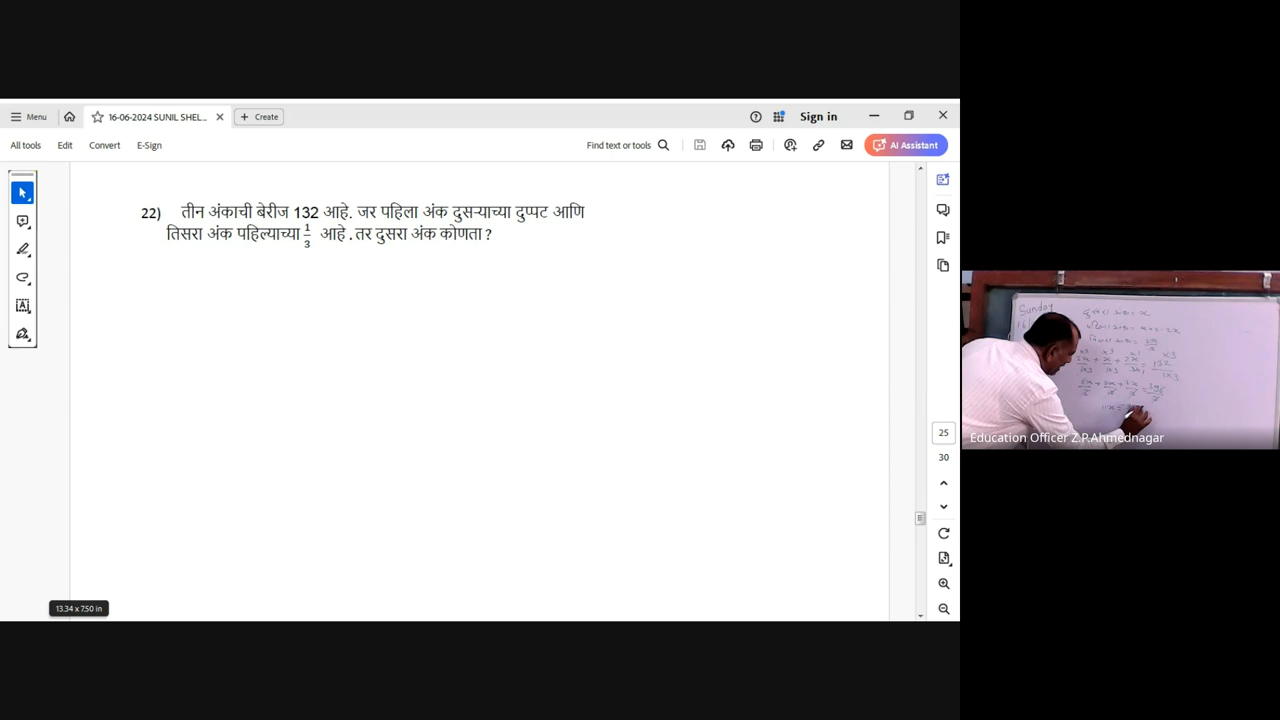 Menu
16-06-2024 SUNIL SHEL...
Create
Sign in
All tools
Edit
Convert
E-Sign
Find text or tools
AI Assistant
22) तीन अंकाची बेरीज 132 आहे. जर पहिला अंक दुसऱ्याच्या दुप्पट आणि
तिसरा अंक पहिल्याच्या 1/3 आहे . तर दुसरा अंक कोणता ?
25
30
13.34 x 7.50 in
Sunday
Education Officer Z.P.Ahmednagar